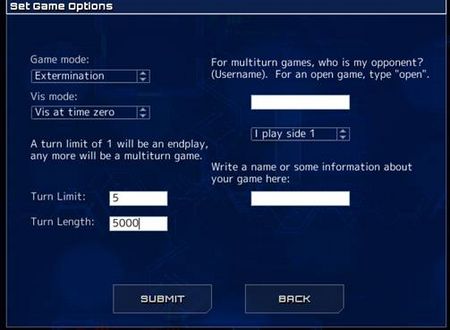 Set Game Options
Game mode:
Extermination
Vis mode:
Vis at time zero
A turn limit of 1 will be an endplay,
any more will be a multiturn game.
Turn Limit:
5
Turn Length:
5000
For multiturn games, who is my opponent?
(Username). For an open game, type "open".
I play side 1
Write a name or some information about
your game here:
SUBMIT
BACK